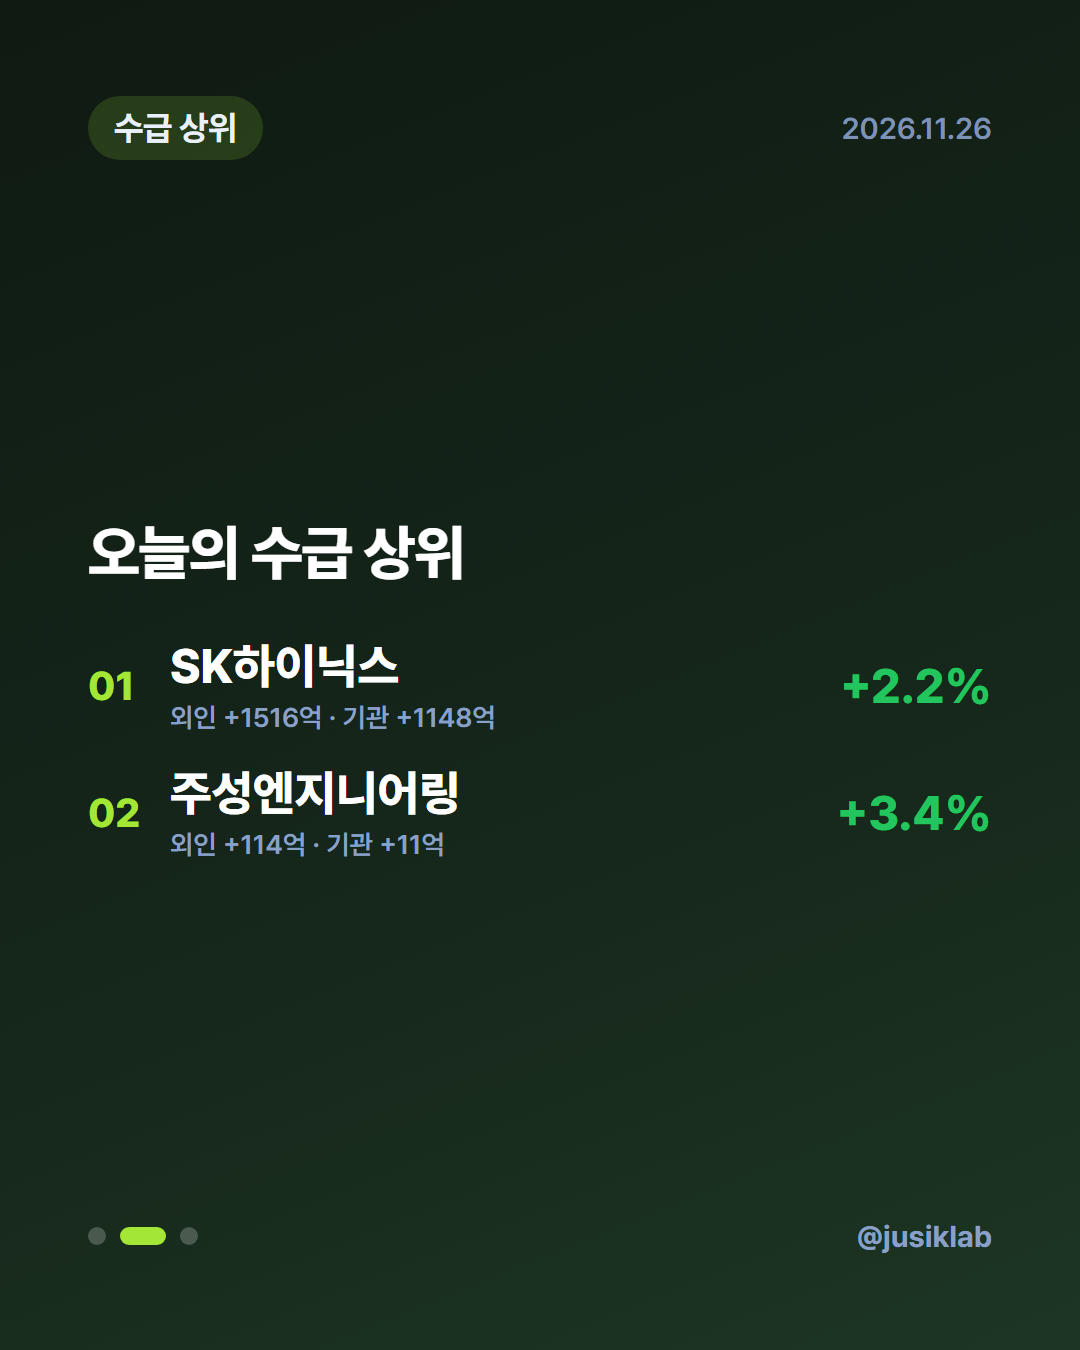 수급 상위
2026.11.26
오늘의 수급 상위
01
SK하이닉스
외인 +1516억 · 기관 +1148억
+2.2%
02
주성엔지니어링
외인 +114억 · 기관 +11억
+3.4%
@jusiklab